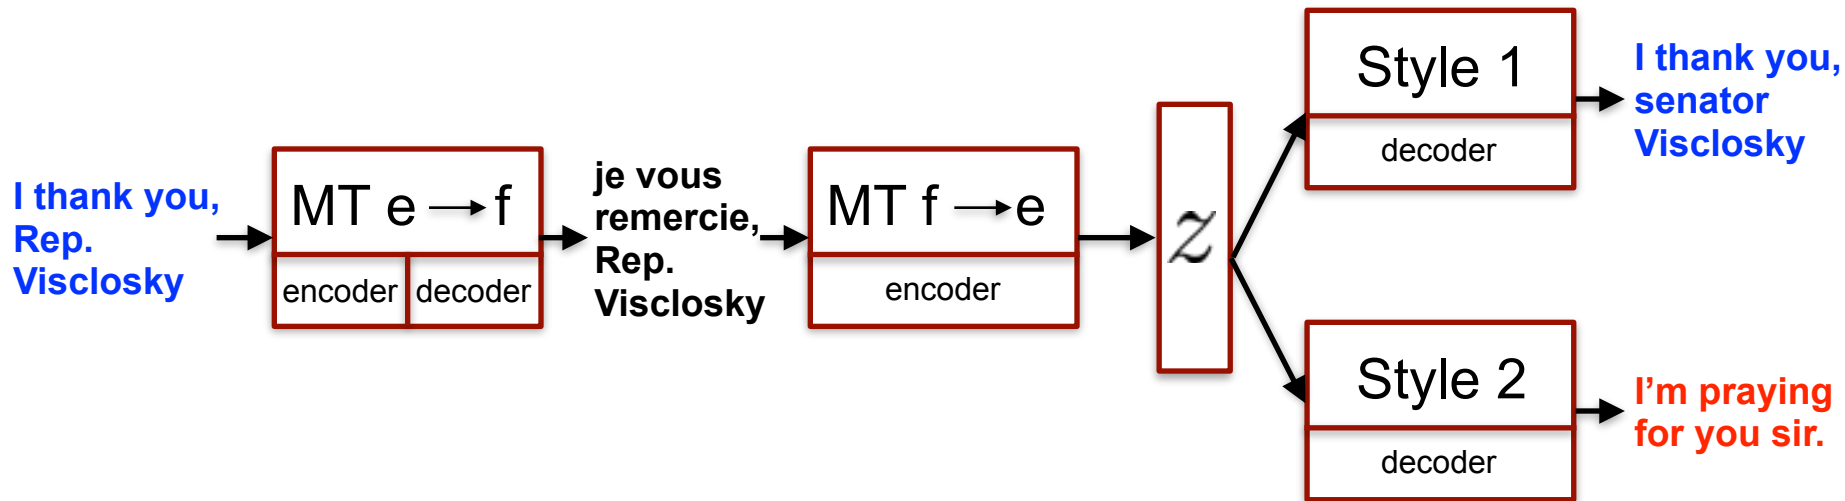 I thank you,
Rep.
Visclosky
MT e → f
encoder
decoder
je vous
remercie,
Rep.
Visclosky
MT f → e
encoder
z
Style 1
decoder
I thank you,
senator
Visclosky
Style 2
decoder
I’m praying
for you sir.